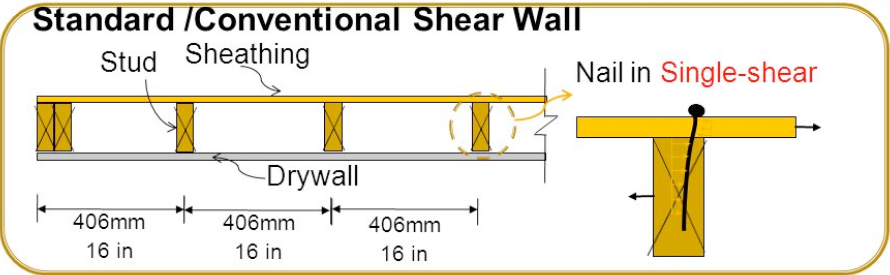 Standard /Conventional Shear Wall
Stud
Sheathing
Nail in Single-shear
Drywall
406mm
16 in
406mm
16 in
406mm
16 in